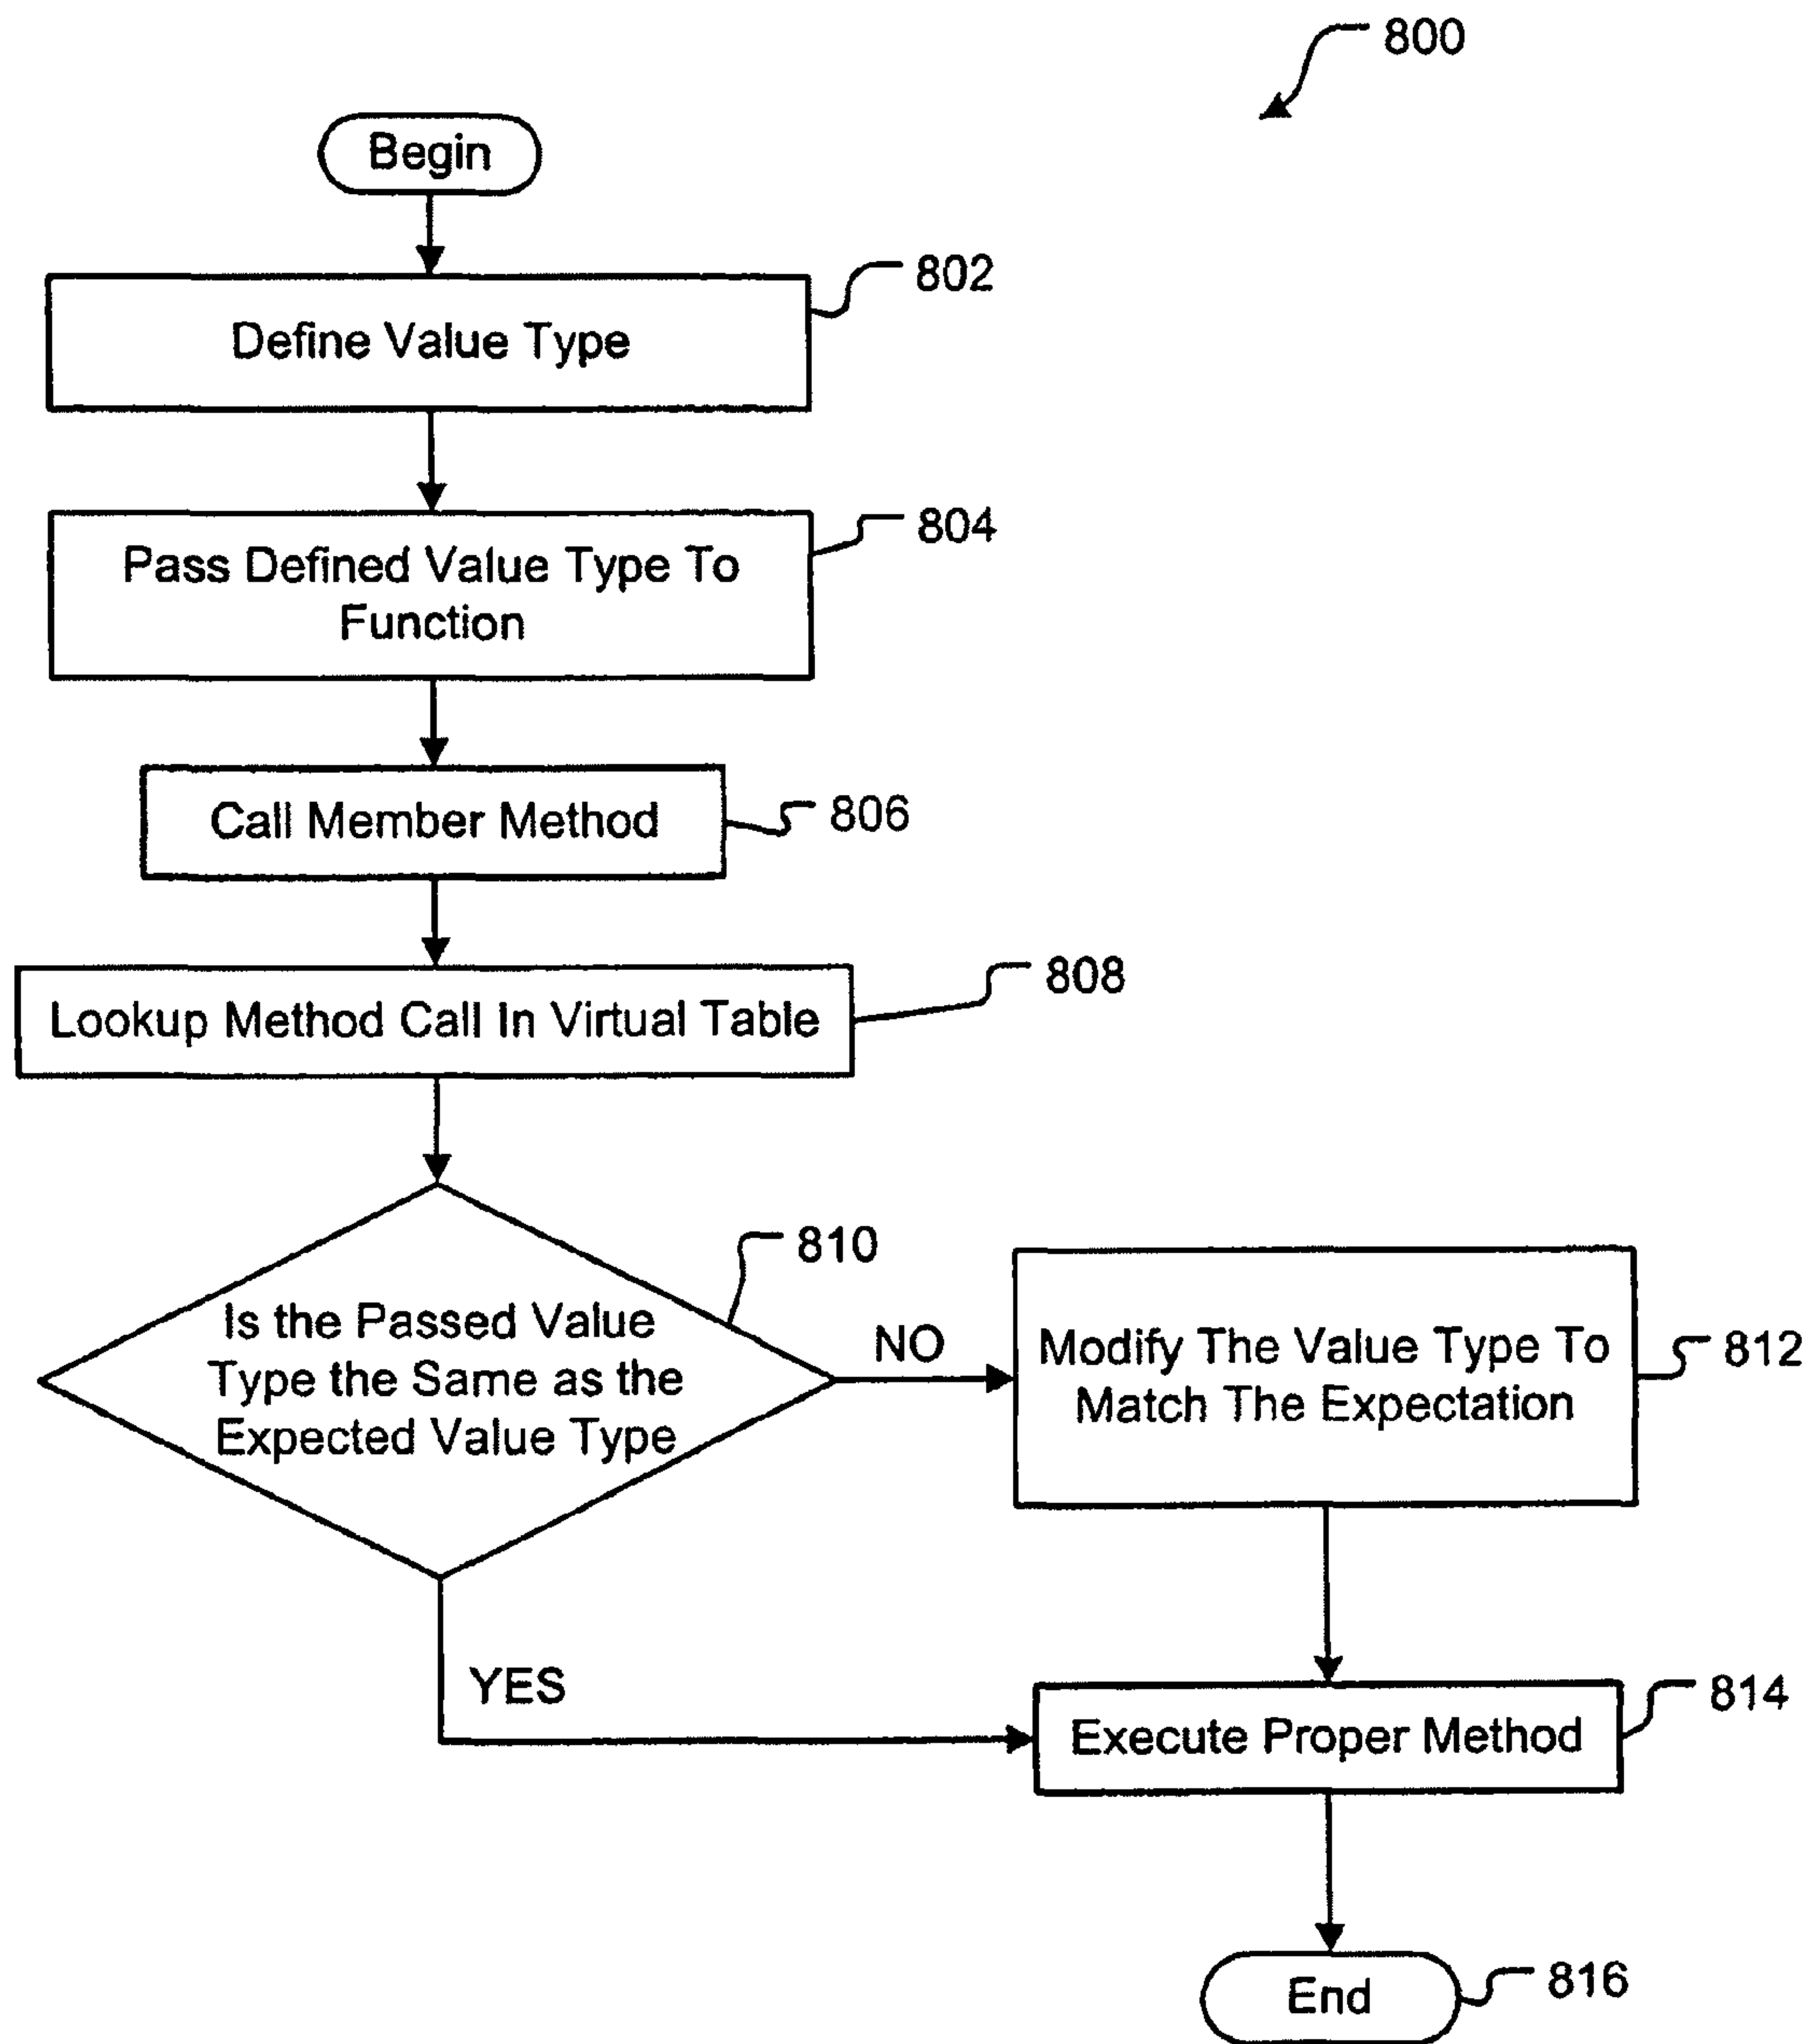 800
Begin
802
Define Value Type
804
Pass Defined Value Type To
Function
Call Member Method
806
808
Lookup Method Call In Virtual Table
810
Is the Passed Value
Type the Same as the
Expected Value Type
NO
Modify The Value Type To
Match The Expectation
812
YES
814
Execute Proper Method
End
816